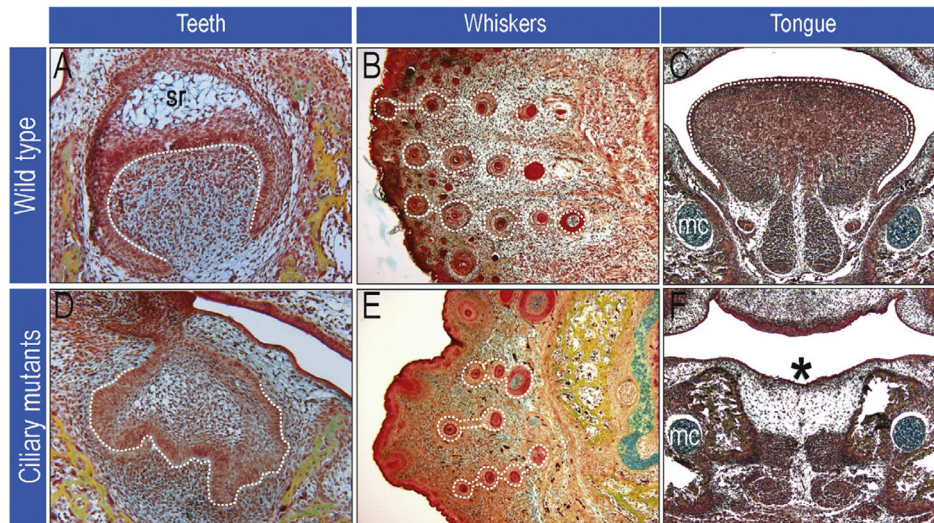 Teeth Whiskers Tongue
Wild type
A
sr
B
C
mc
Ciliary mutants
D
E
F
*
mc